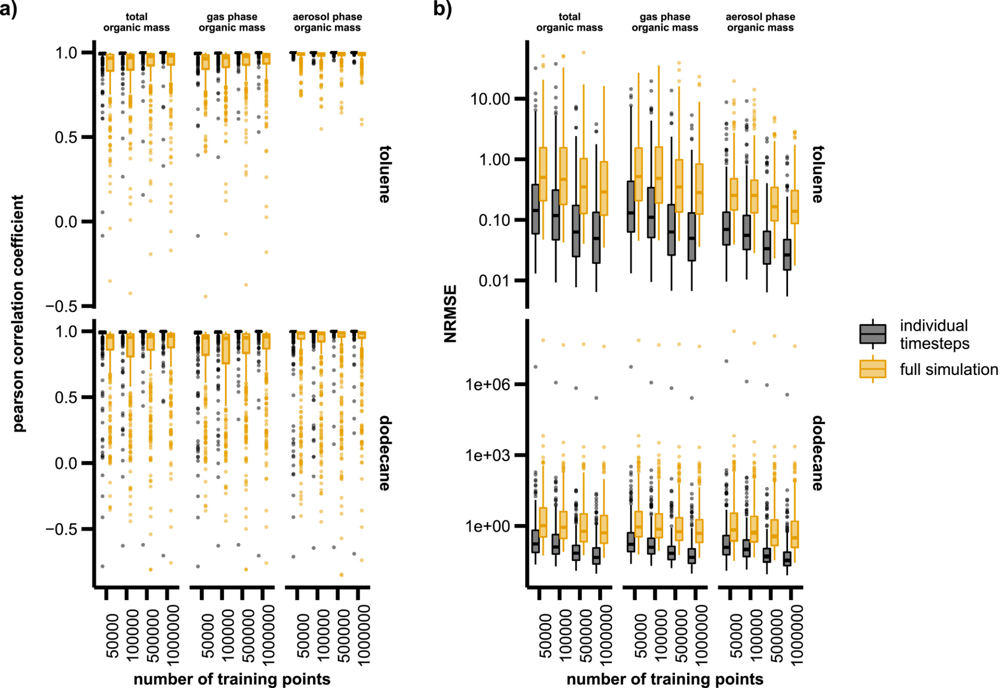 a)
total
organic mass
gas phase
organic mass
aerosol phase
organic mass
pearson correlation coefficient
1.0
0.5
0.0
−0.5
toluene
1.0
0.5
0.0
−0.5
dodecane
50000
100000
500000
1000000
50000
100000
500000
1000000
50000
100000
500000
1000000
number of training points
b)
total
organic mass
gas phase
organic mass
aerosol phase
organic mass
NRMSE
10.00
1.00
0.10
0.01
toluene
1e+06
1e+03
1e+00
dodecane
50000
100000
500000
1000000
50000
100000
500000
1000000
50000
100000
500000
1000000
number of training points
individual
timesteps
full simulation